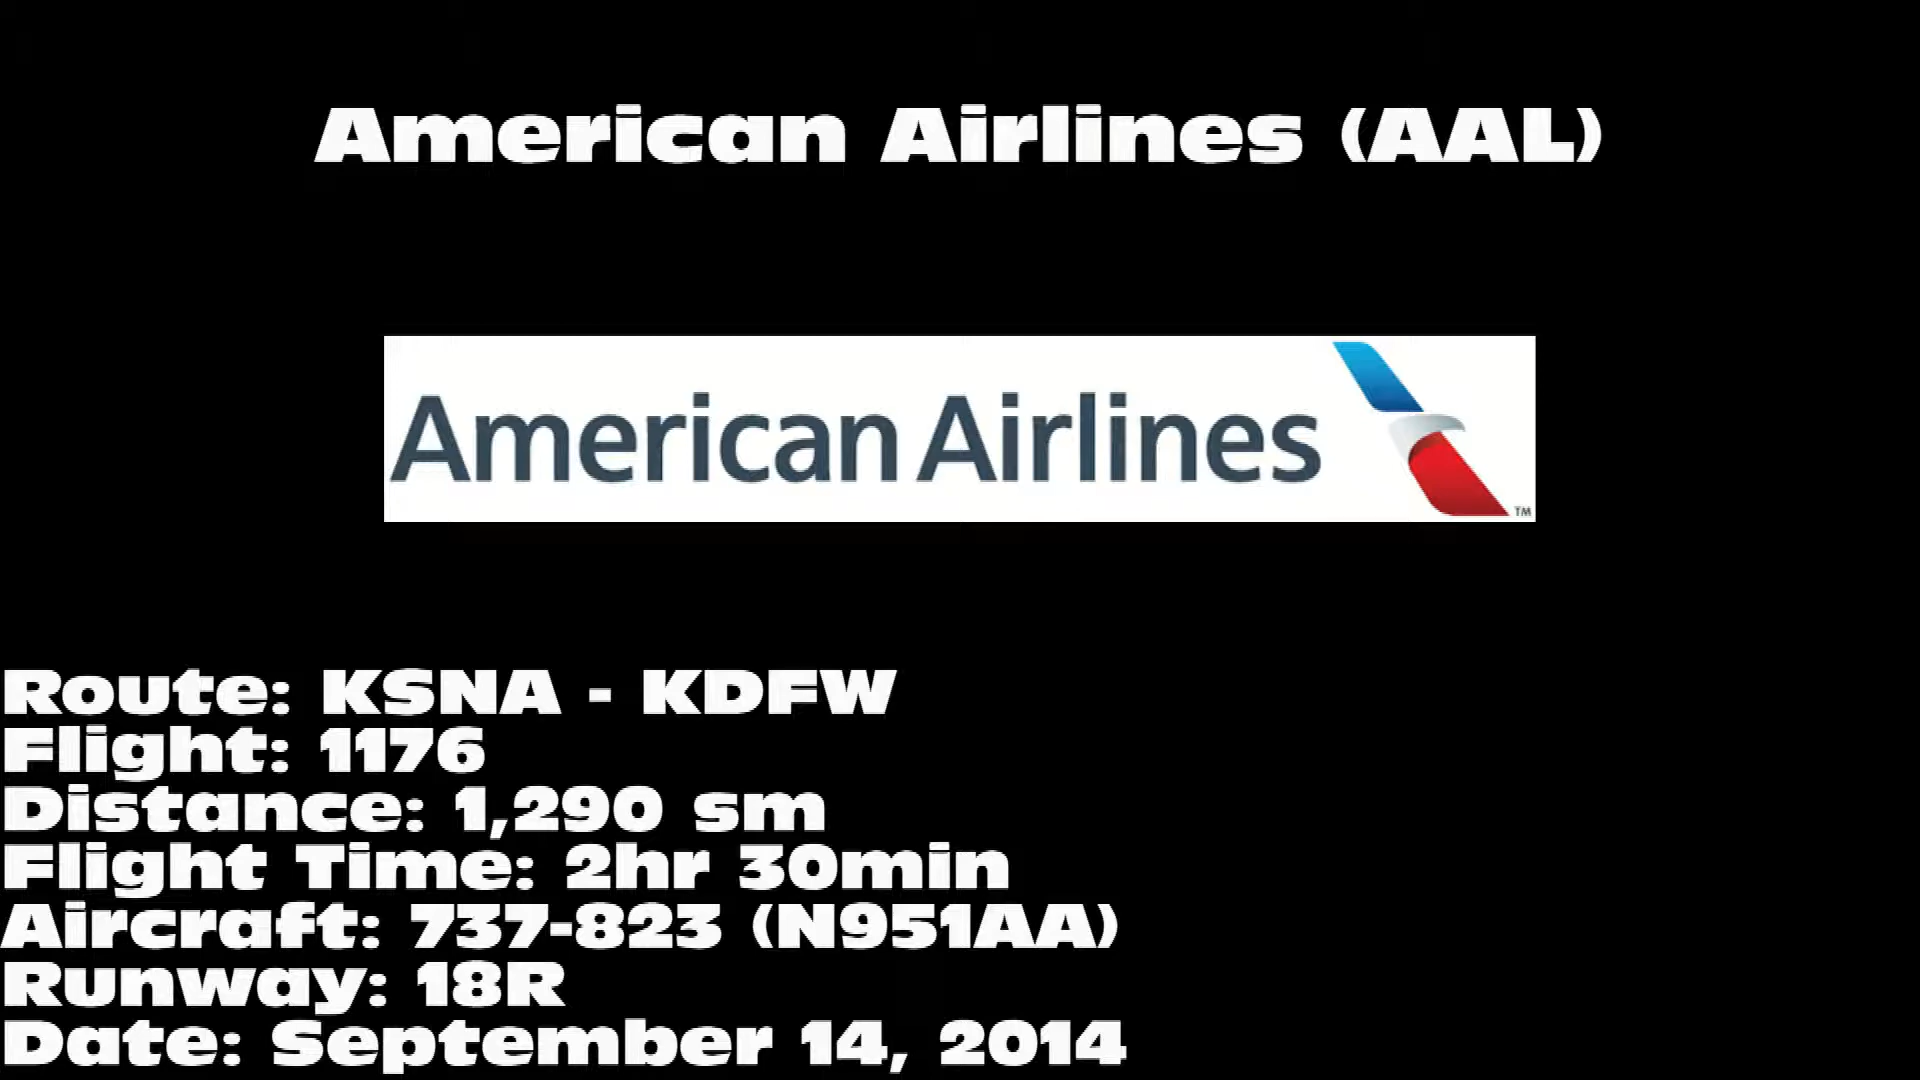 American Airlines (AAL)
American Airlines
TM
Route: KSNA - KDFW
Flight: 1176
Distance: 1,290 sm
Flight Time: 2hr 30min
Aircraft: 737-823 (N951AA)
Runway: 18R
Date: September 14, 2014